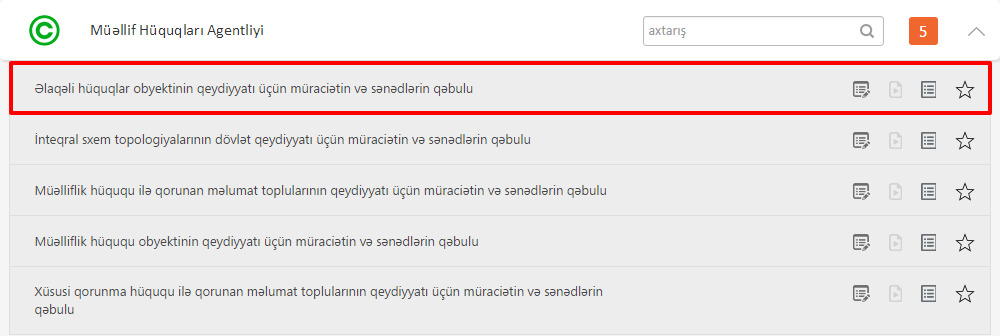 Müəllif Hüquqları Agentliyi
axtarış
5
Əlaqəli hüquqlar obyektinin qeydiyyatı üçün müraciətin və sənədlərin qəbulu
İnteqral sxem topologiyalarının dövlət qeydiyyatı üçün müraciətin və sənədlərin qəbulu
Müəlliflik hüququ ilə qorunan məlumat toplularının qeydiyyatı üçün müraciətin və sənədlərin qəbulu
Müəlliflik hüququ obyektinin qeydiyyatı üçün müraciətin və sənədlərin qəbulu
Xüsusi qorunma hüququ ilə qorunan məlumat toplularının qeydiyyatı üçün müraciətin və sənədlərin
qəbulu